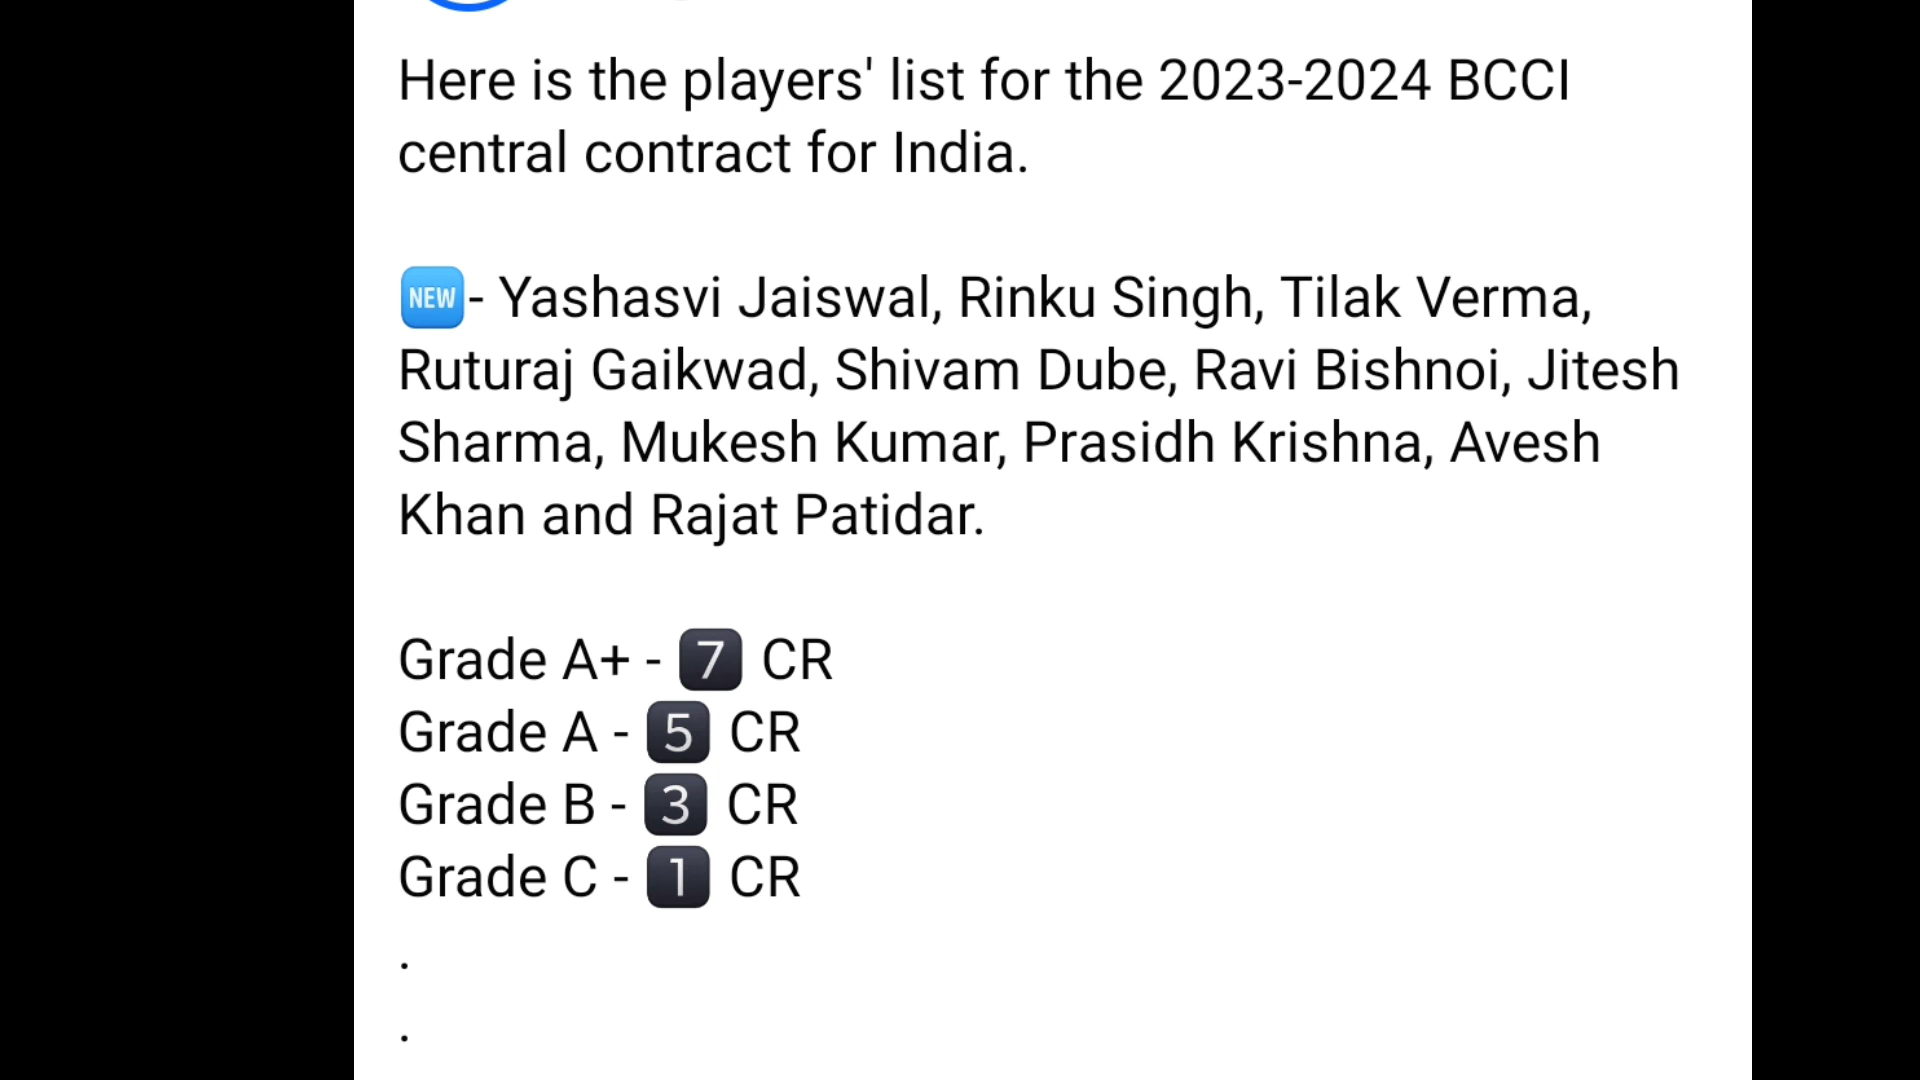 Here is the players' list for the 2023-2024 BCCI
central contract for India.
🆕- Yashasvi Jaiswal, Rinku Singh, Tilak Verma,
Ruturaj Gaikwad, Shivam Dube, Ravi Bishnoi, Jitesh
Sharma, Mukesh Kumar, Prasidh Krishna, Avesh
Khan and Rajat Patidar.
Grade A+ - 7️⃣ CR
Grade A - 5️⃣ CR
Grade B - 3️⃣ CR
Grade C - 1️⃣ CR
.
.